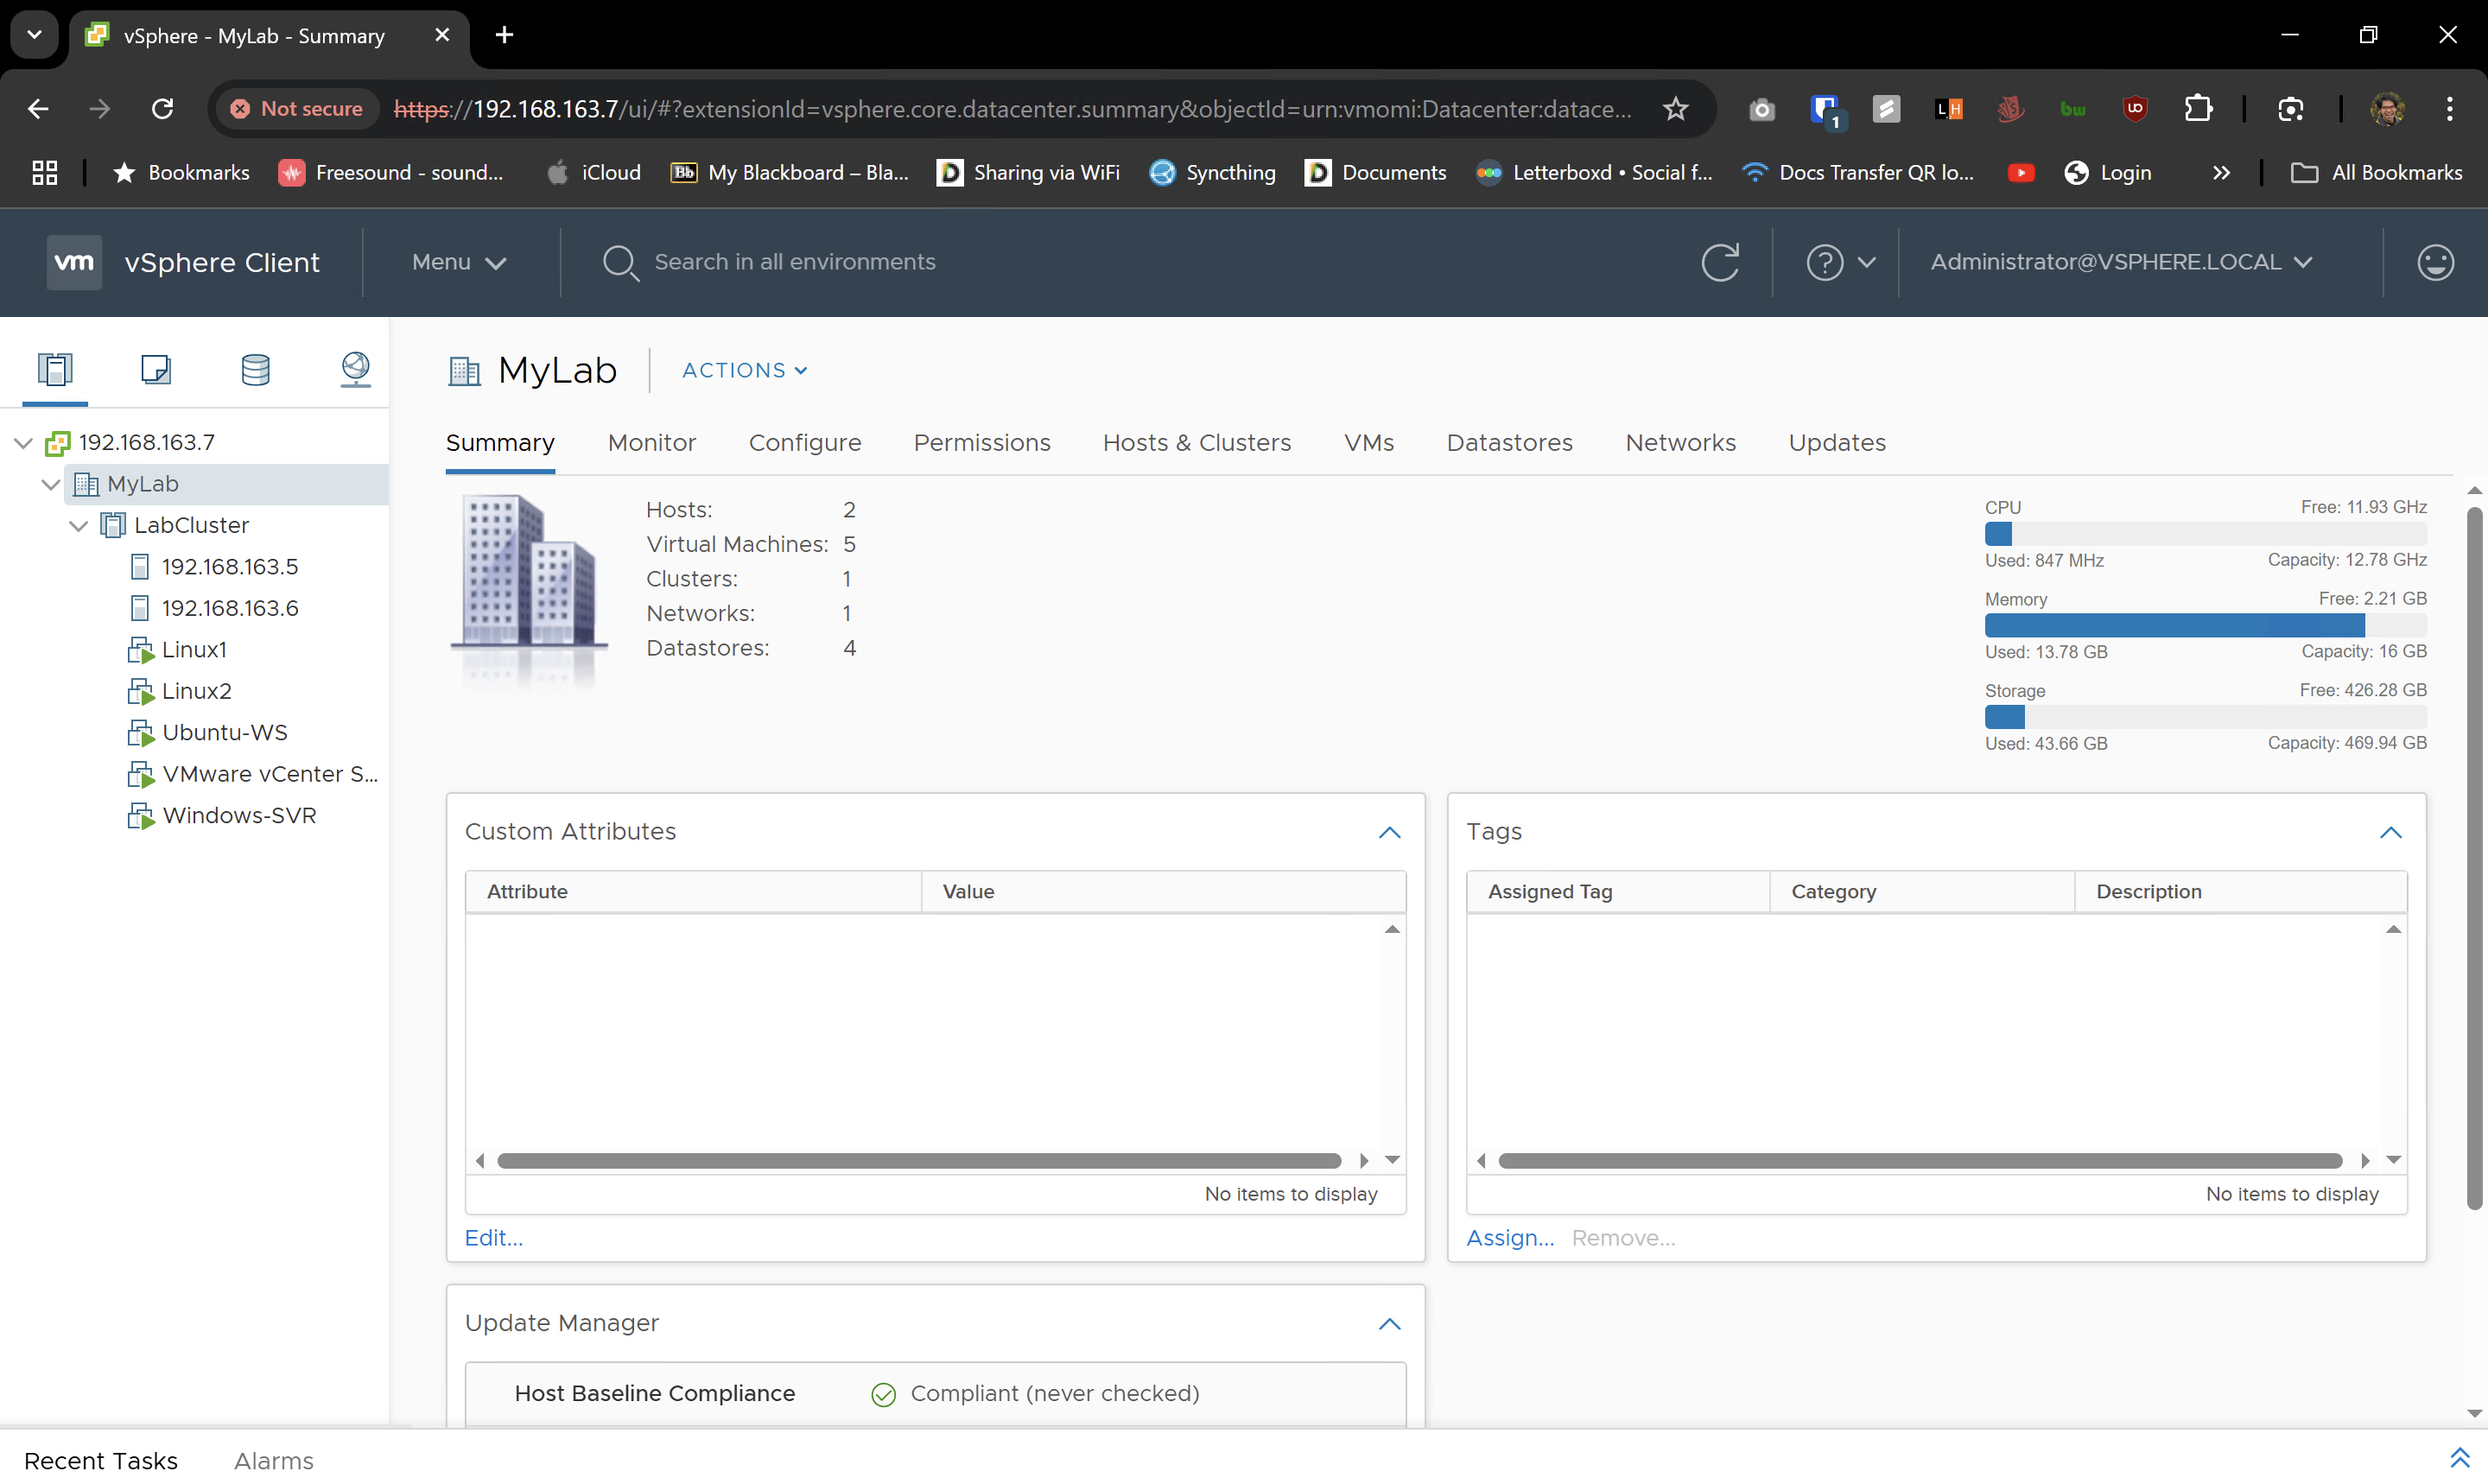 vSphere - MyLab - Summary
Not secure
https://192.168.163.7/ui/#?extensionId=vsphere.core.datacenter.summary&objectId=urn:vmomi:Datacenter:datace...
1
L H
bw
Bookmarks
Freesound - sound...
iCloud
Bb
My Blackboard – Bla...
D
Sharing via WiFi
Syncthing
D
Documents
Letterboxd • Social f...
Docs Transfer QR lo...
Login
All Bookmarks
vm
vSphere Client
Menu
Search in all environments
Administrator@VSPHERE.LOCAL
192.168.163.7
MyLab
LabCluster
192.168.163.5
192.168.163.6
Linux1
Linux2
Ubuntu-WS
VMware vCenter S...
Windows-SVR
MyLab
ACTIONS
Summary
Monitor
Configure
Permissions
Hosts & Clusters
VMs
Datastores
Networks
Updates
Hosts: 2
Virtual Machines: 5
Clusters: 1
Networks: 1
Datastores: 4
CPU Free: 11.93 GHz
Used: 847 MHz Capacity: 12.78 GHz
Memory Free: 2.21 GB
Used: 13.78 GB Capacity: 16 GB
Storage Free: 426.28 GB
Used: 43.66 GB Capacity: 469.94 GB
Custom Attributes
Attribute Value
No items to display
Edit...
Tags
Assigned Tag Category Description
No items to display
Assign... Remove...
Update Manager
Host Baseline Compliance Compliant (never checked)
Recent Tasks Alarms